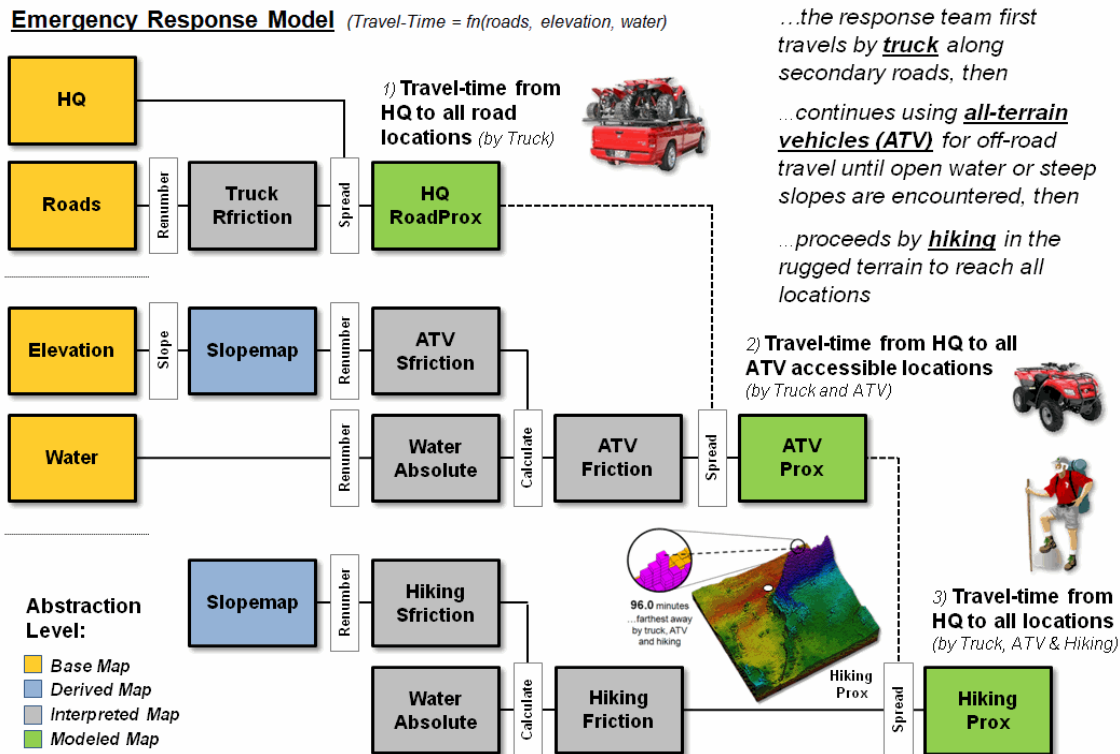 Emergency Response Model (Travel-Time = fn(roads, elevation, water)
...the response team first
travels by truck along
secondary roads, then
...continues using all-terrain
vehicles (ATV) for off-road
travel until open water or steep
slopes are encountered, then
...proceeds by hiking in the
rugged terrain to reach all
locations
HQ
1) Travel-time from
HQ to all road
locations (by Truck)
Roads
Renumber
Truck
Rfriction
Spread
HQ
RoadProx
Elevation
Slope
Slopemap
Renumber
ATV
Sfriction
2) Travel-time from HQ to all
ATV accessible locations
(by Truck and ATV)
Water
Renumber
Water
Absolute
Calculate
ATV
Friction
Spread
ATV
Prox
Slopemap
Renumber
Hiking
Sfriction
96.0 minutes
...farthest away
by truck, ATV
and hiking
Hiking
Prox
3) Travel-time from
HQ to all locations
(by Truck, ATV & Hiking)
Water
Absolute
Calculate
Hiking
Friction
Spread
Hiking
Prox
Abstraction
Level:
Base Map
Derived Map
Interpreted Map
Modeled Map